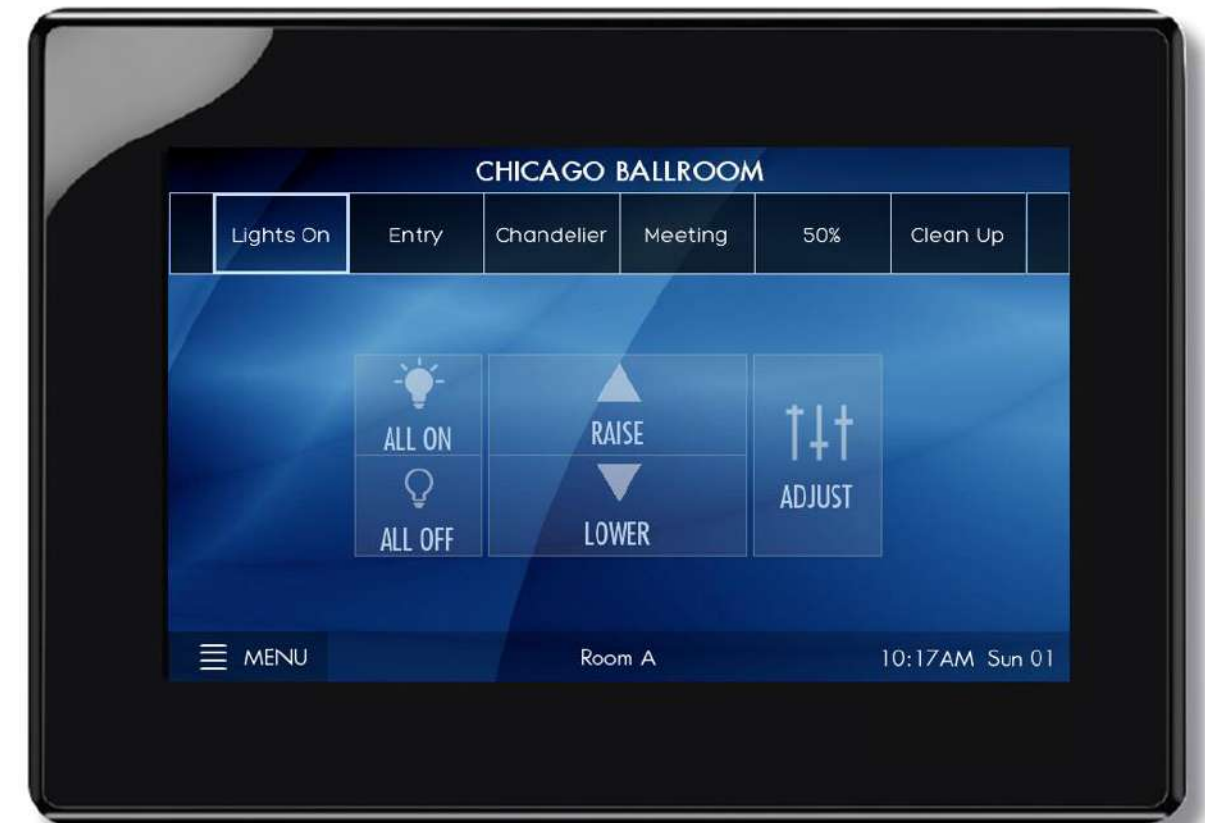 CHICAGO BALLROOM
Lights On Entry Chandelier Meeting 50% Clean Up
ALL ON
RAISE
ADJUST
ALL OFF
LOWER
MENU Room A 10:17AM Sun 01